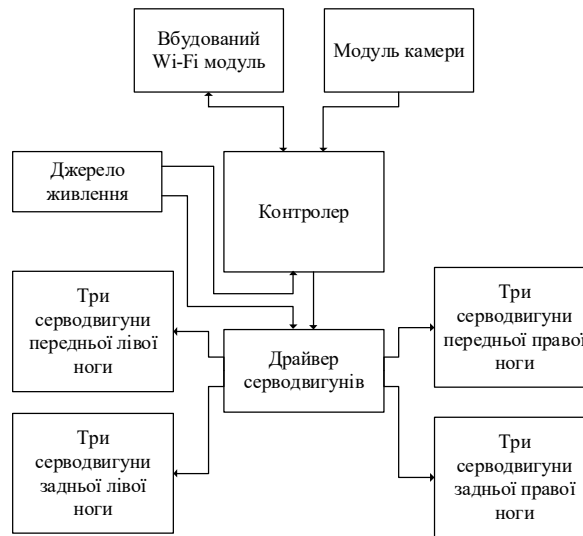 Вбудований
Wi-Fi модуль
Модуль камери
Джерело
живлення
Контролер
Три
серводвигуни
передньої лівої
ноги
Три
серводвигуни
передньої правої
ноги
Драйвер
серводвигунів
Три
серводвигуни
задньої лівої
ноги
Три
серводвигуни
задньої правої
ноги